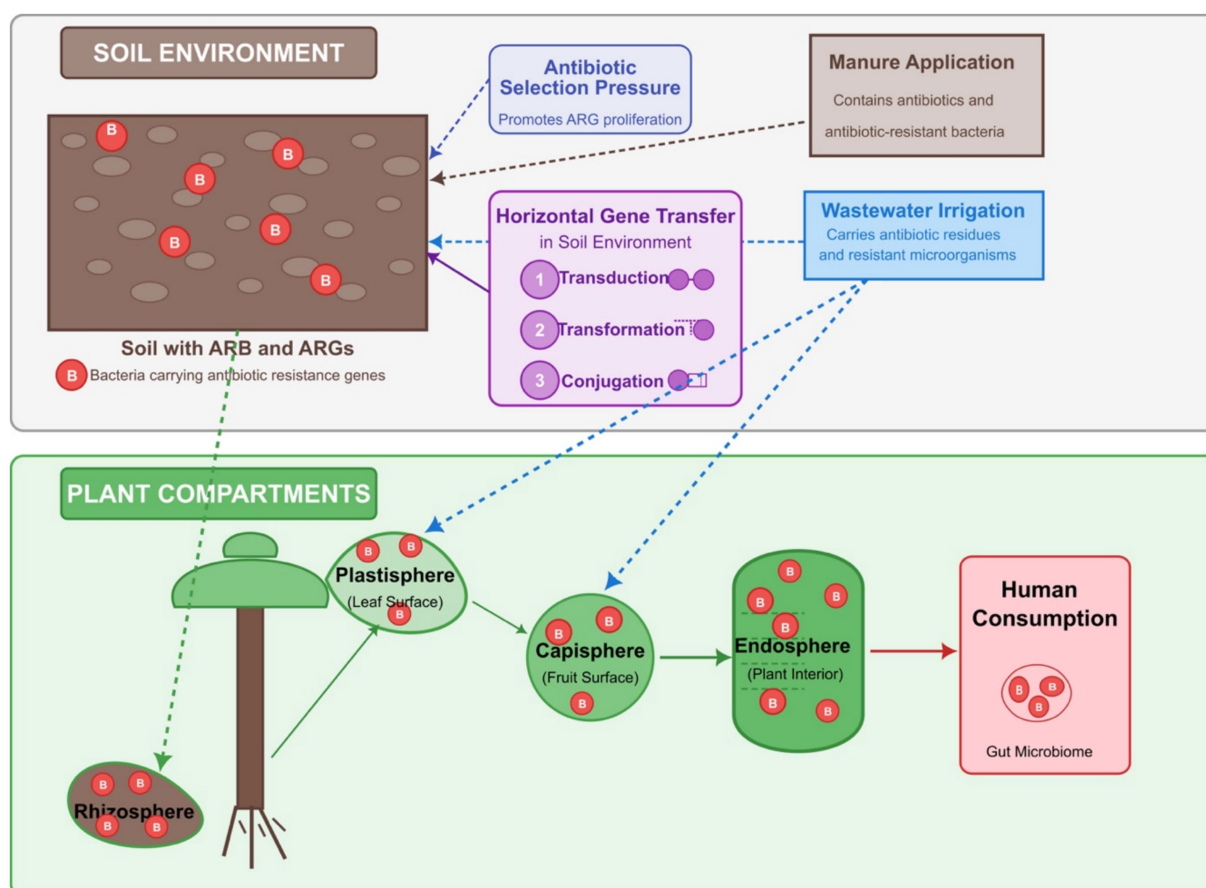 SOIL ENVIRONMENT
B
B
B
B
B
B
Soil with ARB and ARGs
B Bacteria carrying antibiotic resistance genes
Antibiotic
Selection Pressure
Promotes ARG proliferation
Manure Application
Contains antibiotics and
antibiotic-resistant bacteria
Horizontal Gene Transfer
in Soil Environment
1 Transduction
2 Transformation
3 Conjugation
Wastewater Irrigation
Carries antibiotic residues
and resistant microorganisms
PLANT COMPARTMENTS
B B
Rhizosphere
B B
B B
Plastisphere
(Leaf Surface)
B
B B
Capisphere
(Fruit Surface)
B
B
B B
B
Endosphere
(Plant Interior)
B B
Human
Consumption
B B
B
Gut Microbiome